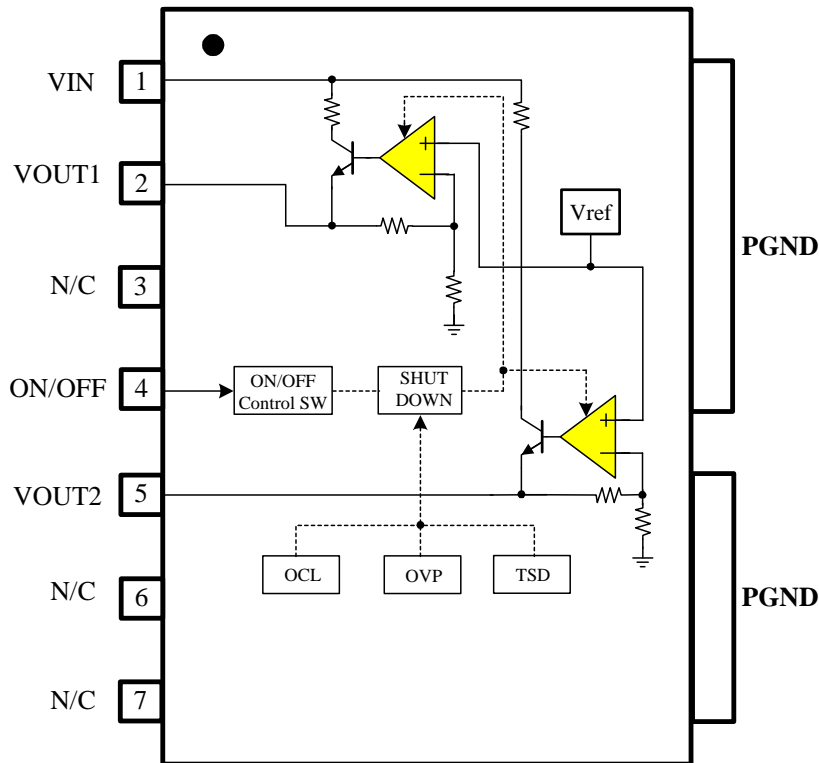 VIN 1
VOUT1 2
N/C 3
ON/OFF 4
VOUT2 5
N/C 6
N/C 7
+
−
Vref
PGND
ON/OFF
Control SW
SHUT
DOWN
+
−
OCL
OVP
TSD
PGND